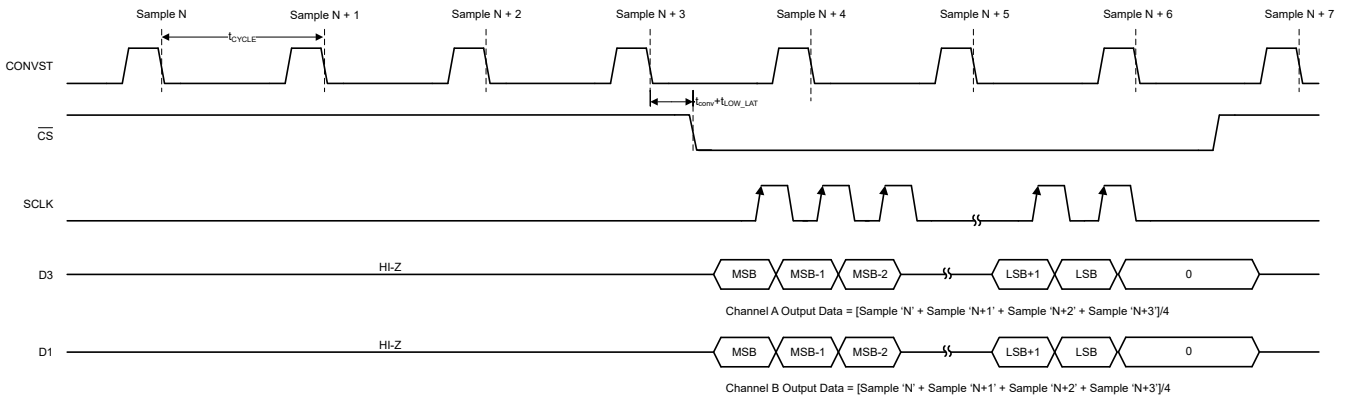 Sample N Sample N + 1 Sample N + 2 Sample N + 3 Sample N + 4 Sample N + 5 Sample N + 6 Sample N + 7
tCYCLE
CONVST
tconv+tLOW_LAT
CS
SCLK
D3 HI-Z MSB MSB-1 MSB-2 LSB+1 LSB 0
Channel A Output Data = [Sample ‘N’ + Sample ‘N+1’ + Sample ‘N+2’ + Sample ‘N+3’]/4
D1 HI-Z MSB MSB-1 MSB-2 LSB+1 LSB 0
Channel B Output Data = [Sample ‘N’ + Sample ‘N+1’ + Sample ‘N+2’ + Sample ‘N+3’]/4